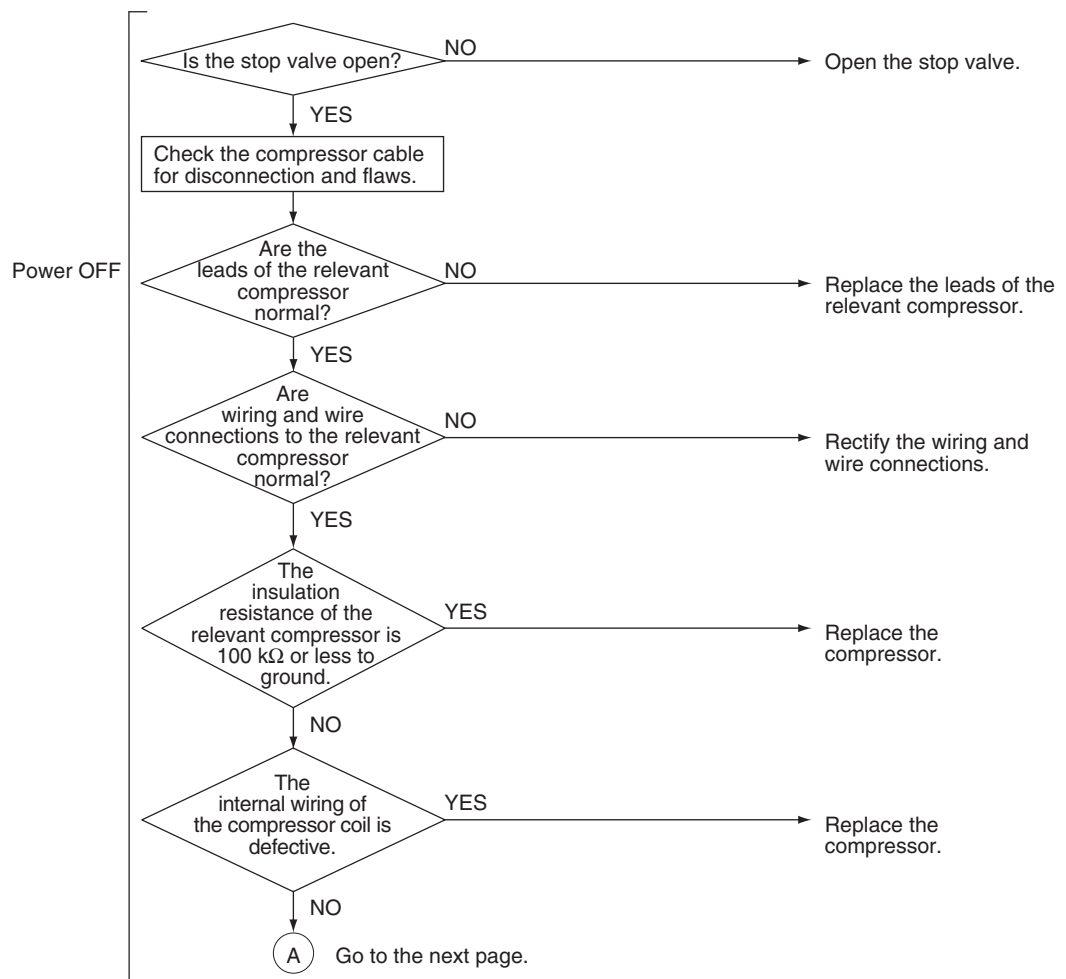 Is the stop valve open?
NO
Open the stop valve.
YES
Check the compressor cable
for disconnection and flaws.
Power OFF
Are the
leads of the relevant
compressor
normal?
NO
Replace the leads of the
relevant compressor.
YES
Are
wiring and wire
connections to the relevant
compressor
normal?
NO
Rectify the wiring and
wire connections.
YES
The
insulation
resistance of the
relevant compressor is
100 kΩ or less to
ground.
YES
Replace the
compressor.
NO
The
internal wiring of
the compressor coil is
defective.
YES
Replace the
compressor.
NO
A
Go to the next page.